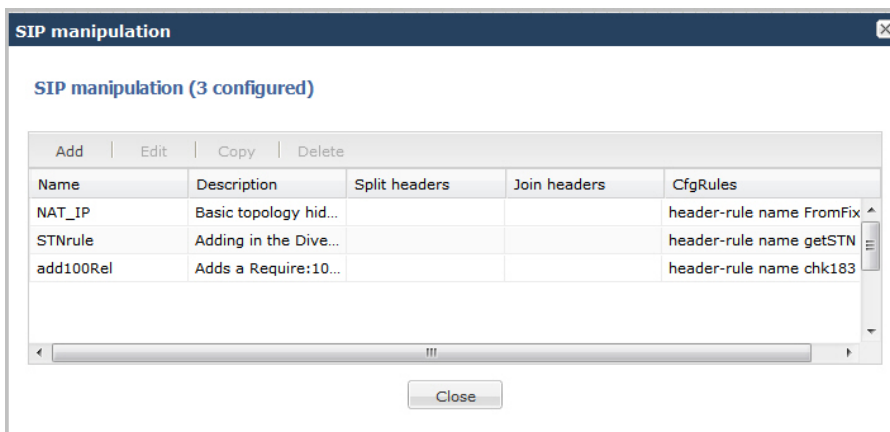 SIP manipulation
SIP manipulation (3 configured)
Add Edit Copy Delete
Name Description Split headers Join headers CfgRules
NAT_IP Basic topology hid... header-rule name FromFix
STNrule Adding in the Dive... header-rule name getSTN
add100Rel Adds a Require:10... header-rule name chk183
Close